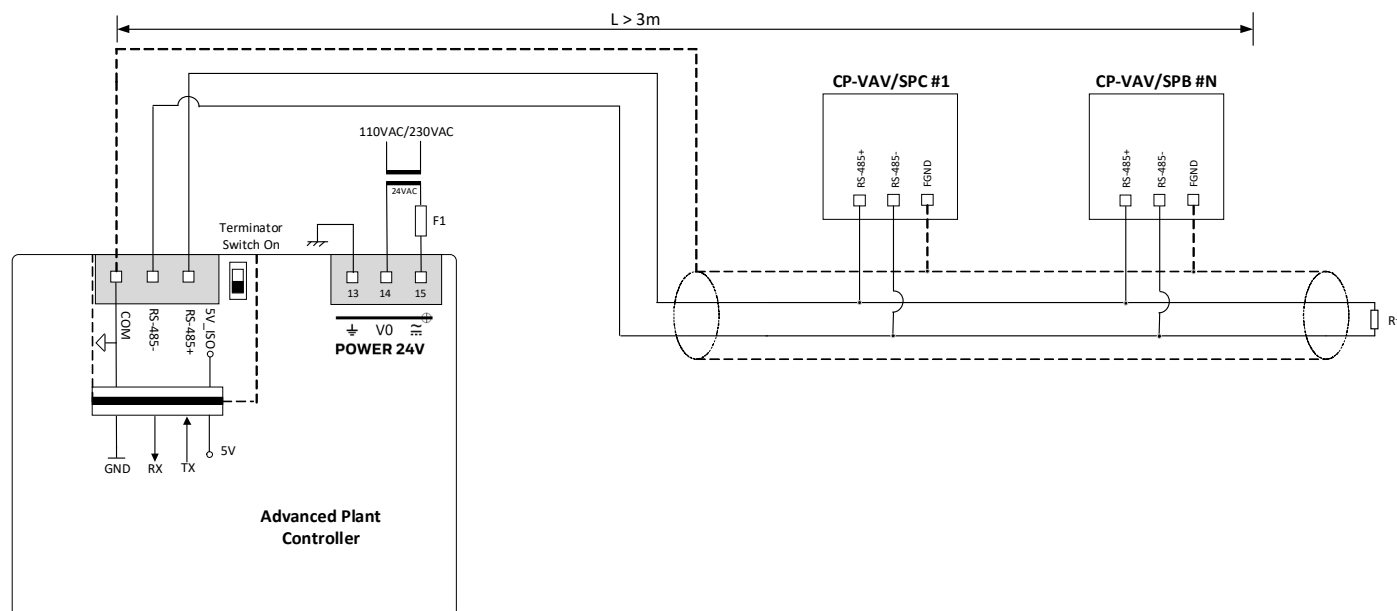 L > 3m
CP-VAV/SPC #1
CP-VAV/SPB #N
110VAC/230VAC
24VAC
F1
Terminator
Switch On
RS-485+
RS-485-
FGND
RS-485+
RS-485-
FGND
COM
RS-485-
RS-485+
5V_ISO
13
14
15
V0
POWER 24V
GND
RX
TX
5V
Advanced Plant
Controller